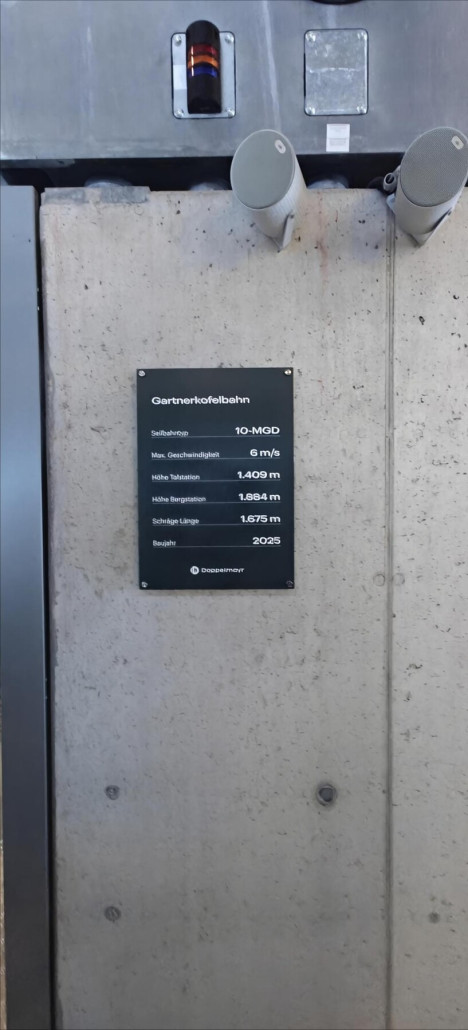 Gartnerkofelbahn
Seilbahntyp 10-MGD
Max. Geschwindigkeit 6 m/s
Höhe Talstation 1.409 m
Höhe Bergstation 1.884 m
Schräge Länge 1.675 m
Baujahr 2025
Doppelmayr